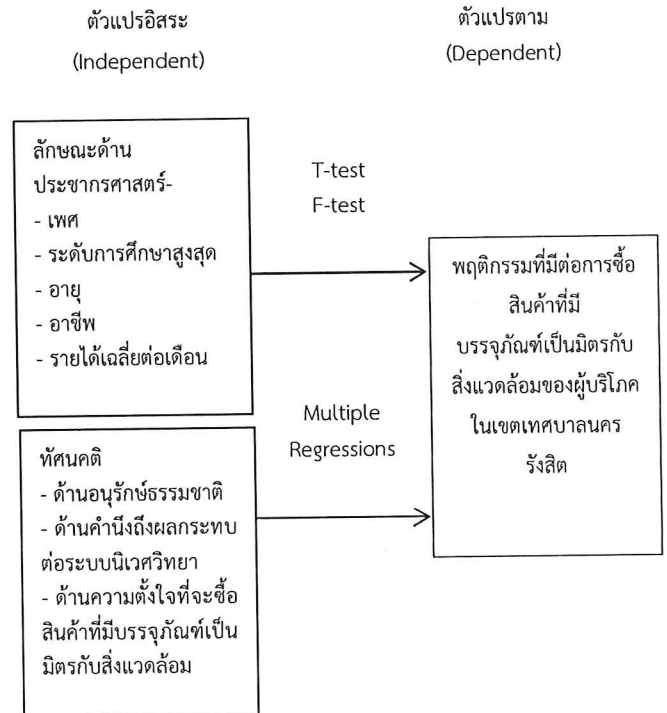 ตัวแปรอิสระ
(Independent)
ตัวแปรตาม
(Dependent)
ลักษณะด้าน
ประชากรศาสตร์-
- เพศ
- ระดับการศึกษาสูงสุด
- อายุ
- อาชีพ
- รายได้เฉลี่ยต่อเดือน
T-test
F-test
ทัศนคติ
- ด้านอนุรักษ์ธรรมชาติ
- ด้านคำนึงถึงผลกระทบ
ต่อระบบนิเวศวิทยา
- ด้านความตั้งใจที่จะซื้อ
สินค้าที่มีบรรจุภัณฑ์เป็น
มิตรกับสิ่งแวดล้อม
Multiple
Regressions
พฤติกรรมที่มีต่อการซื้อ
สินค้าที่มี
บรรจุภัณฑ์เป็นมิตรกับ
สิ่งแวดล้อมของผู้บริโภค
ในเขตเทศบาลนคร
รังสิต